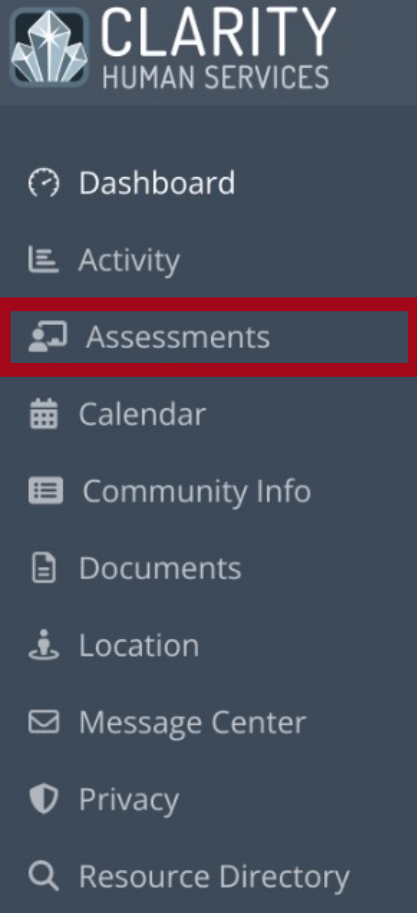 CLARITY
HUMAN SERVICES
Dashboard
Activity
Assessments
Calendar
Community Info
Documents
Location
Message Center
Privacy
Resource Directory